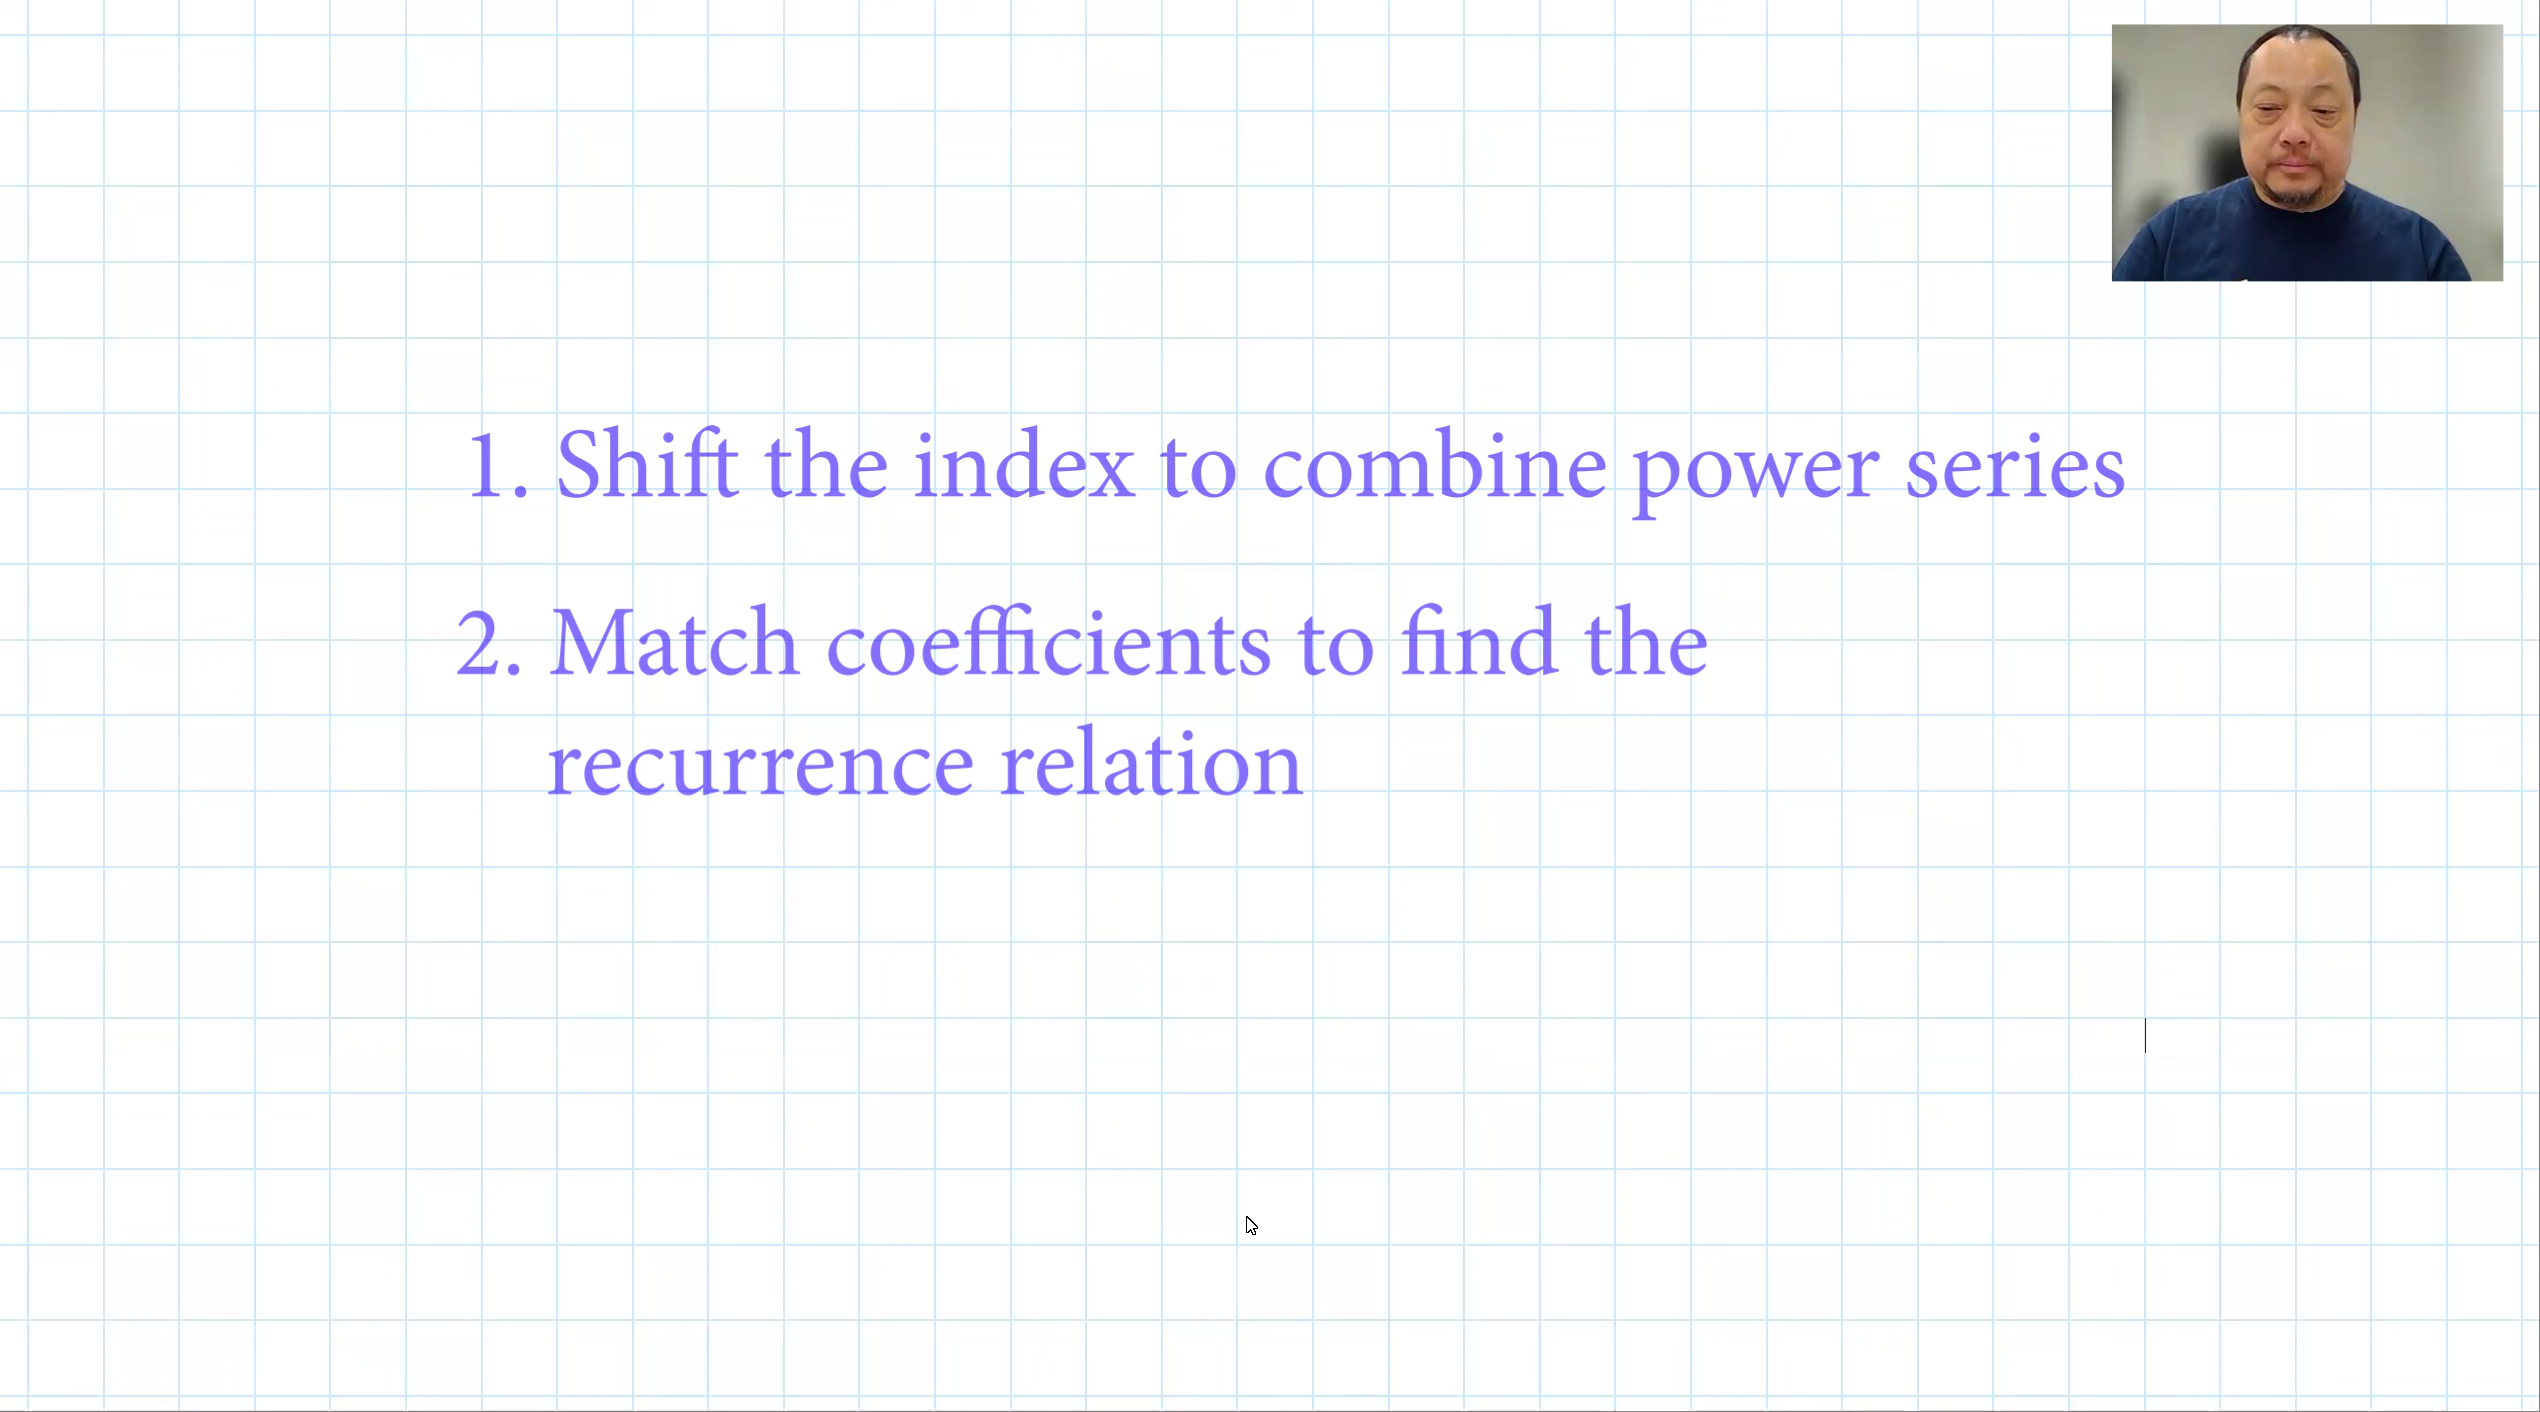 1. Shift the index to combine power series
2. Match coefficients to find the
recurrence relation